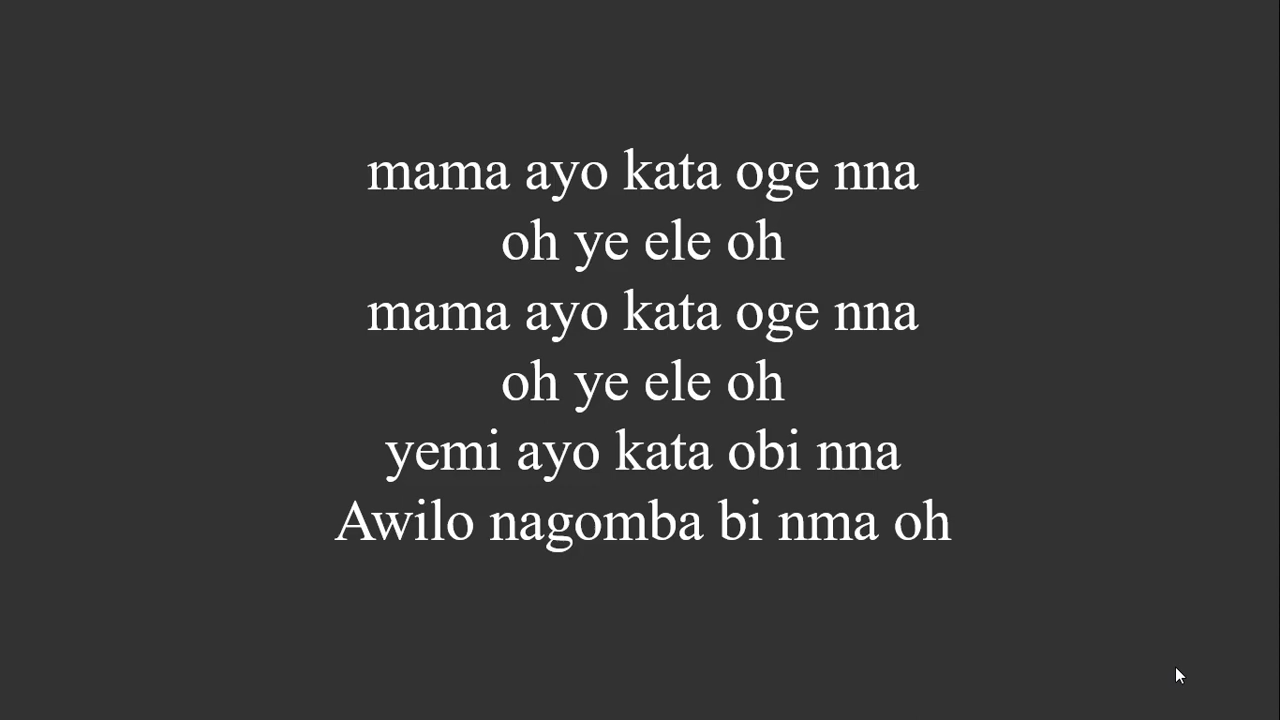 mama ayo kata oge nna
oh ye ele oh
mama ayo kata oge nna
oh ye ele oh
yemi ayo kata obi nna
Awilo nagomba bi nma oh